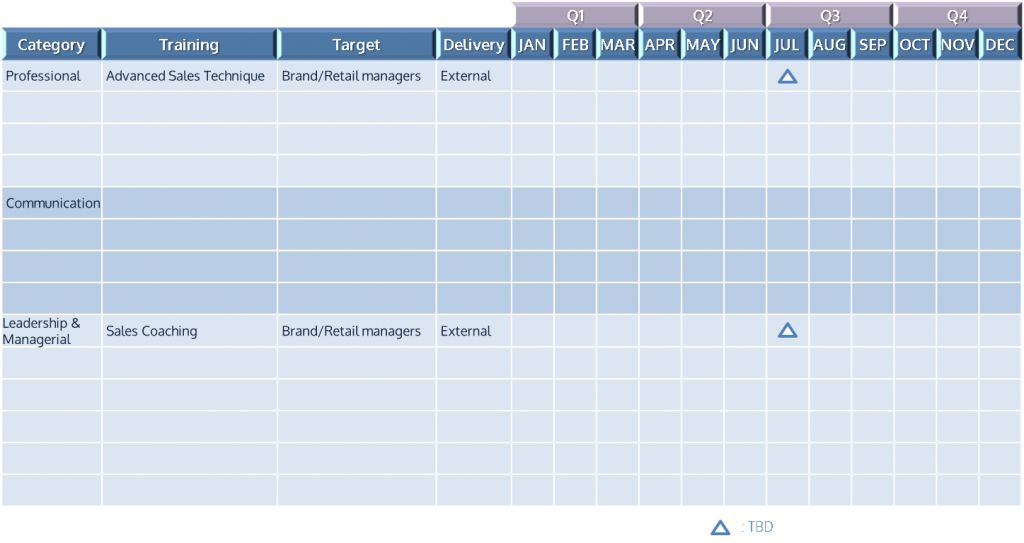 Q1 Q2 Q3 Q4
Category Training Target Delivery JAN FEB MAR APR MAY JUN JUL AUG SEP OCT NOV DEC
Professional Advanced Sales Technique Brand/Retail managers External
Communication
Leadership &
Managerial Sales Coaching Brand/Retail managers External
: TBD